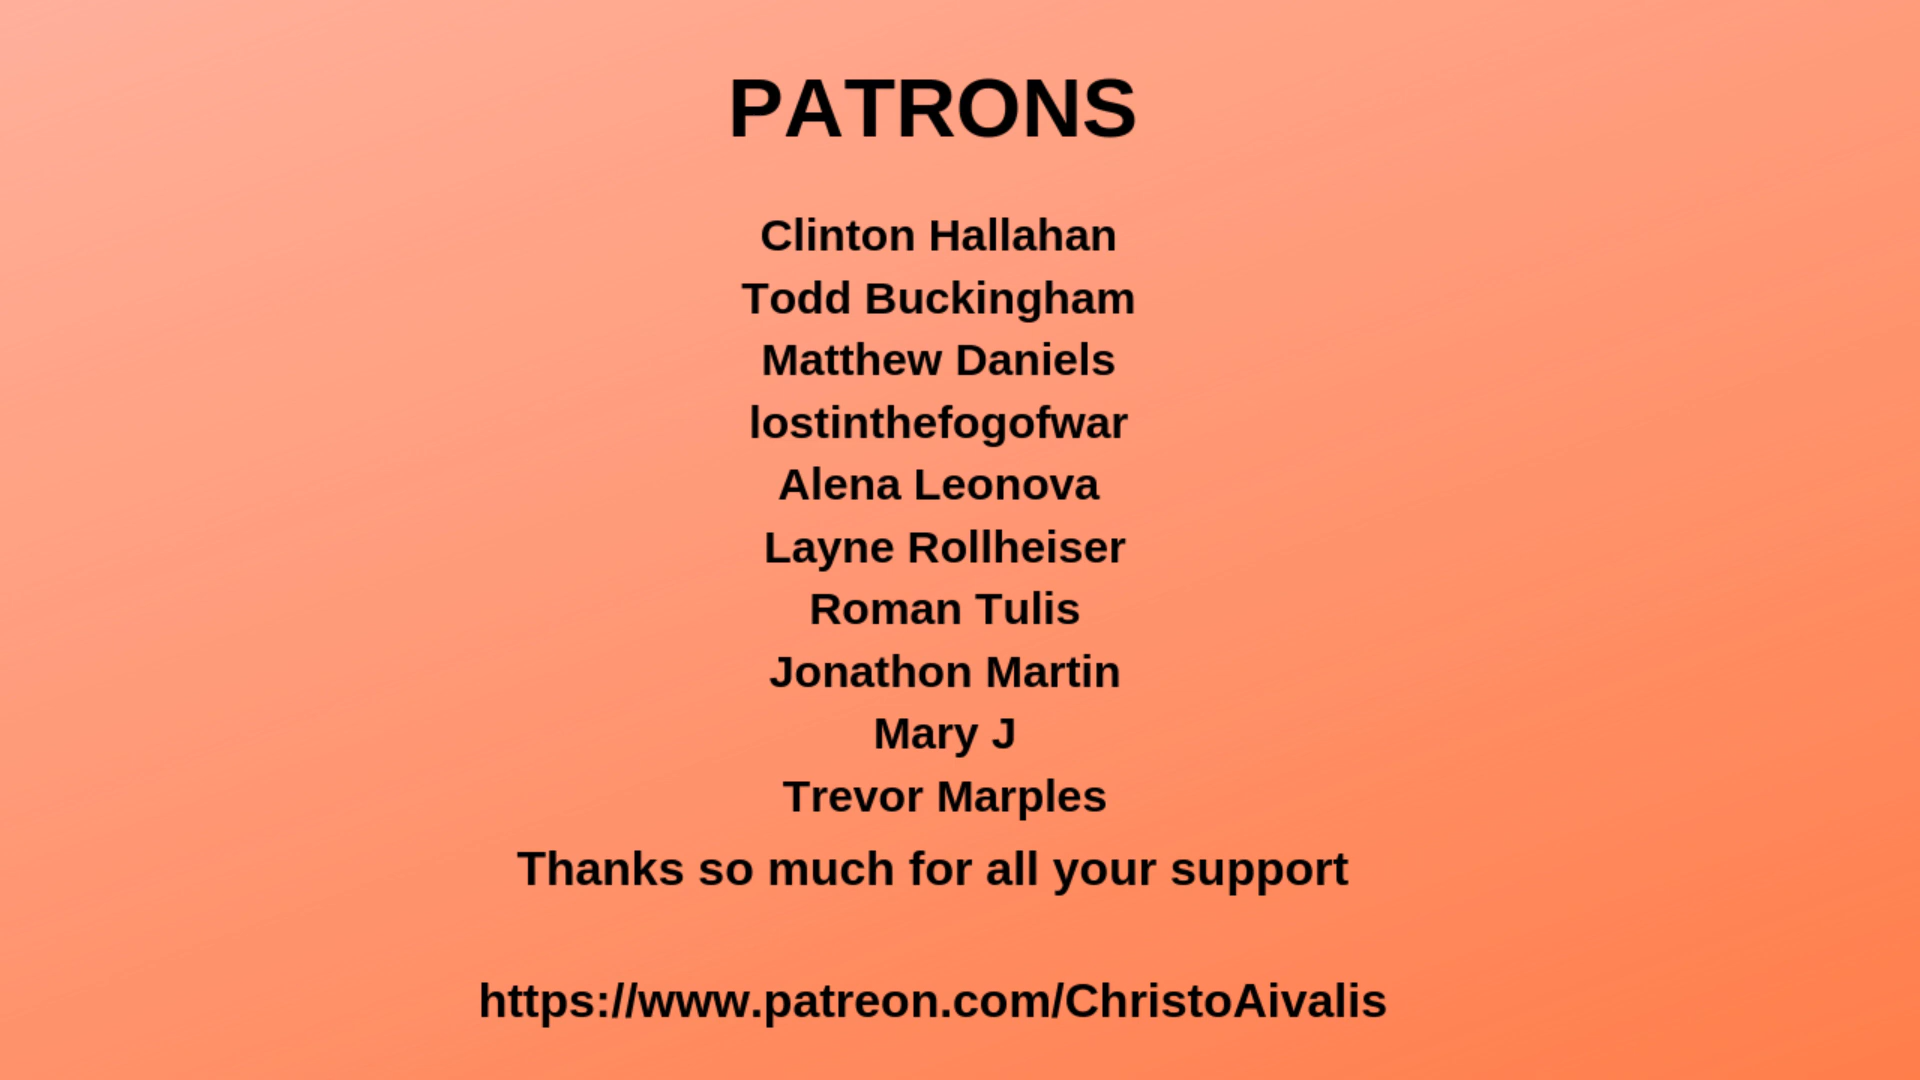 PATRONS
Clinton Hallahan
Todd Buckingham
Matthew Daniels
lostinthefogofwar
Alena Leonova
Layne Rollheiser
Roman Tulis
Jonathon Martin
Mary J
Trevor Marples
Thanks so much for all your support
https://www.patreon.com/ChristoAivalis